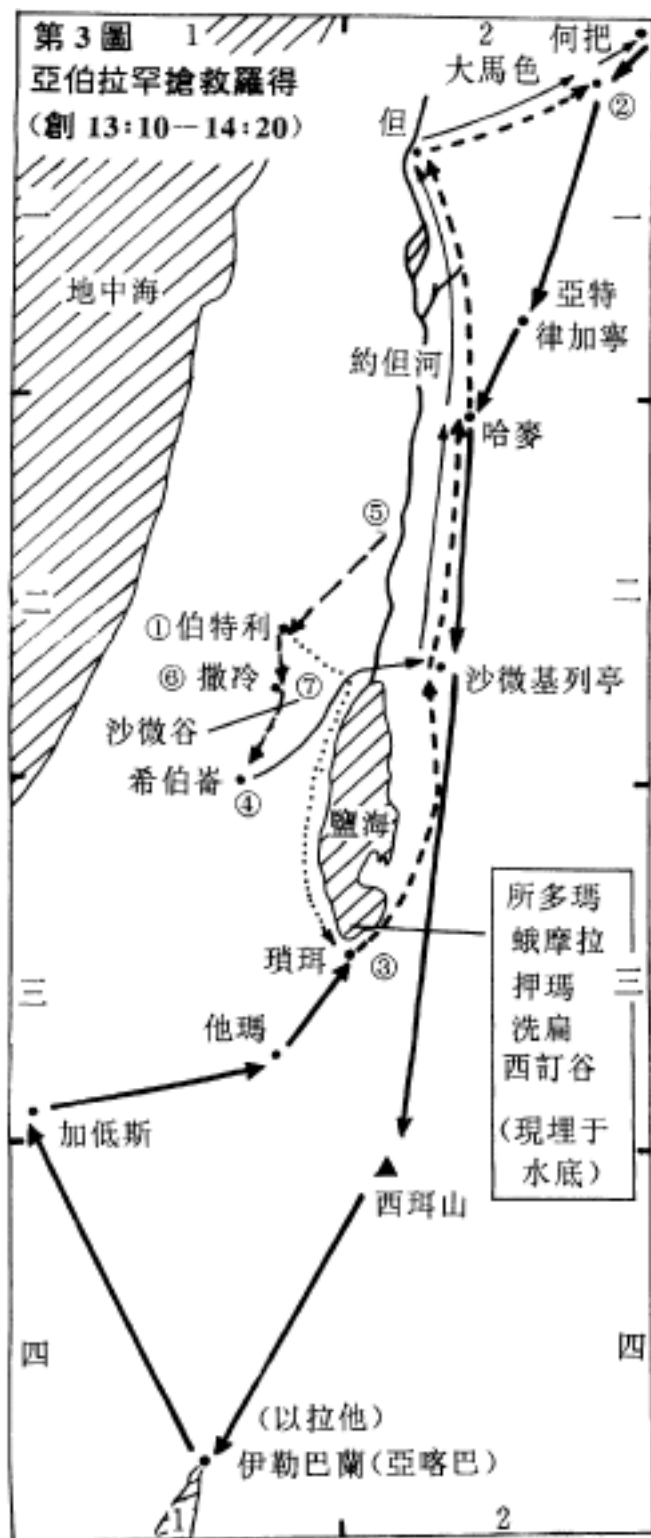 第3圖
亞伯拉罕搶救羅得
(創 13:10—14:20)
1
2
何把
大馬色
②
但
一
一
地中海
亞特
律加寧
約但河
哈麥
⑤
二
二
①伯特利
⑥ 撒冷
⑦
沙微基列亭
沙微谷
希伯崙
④
鹽海
所多瑪
蛾摩拉
押瑪
洗扁
西訂谷
(現埋于
水底)
瑣珥
③
三
三
他瑪
加低斯
西珥山
四
四
(以拉他)
伊勒巴蘭(亞喀巴)
1
2